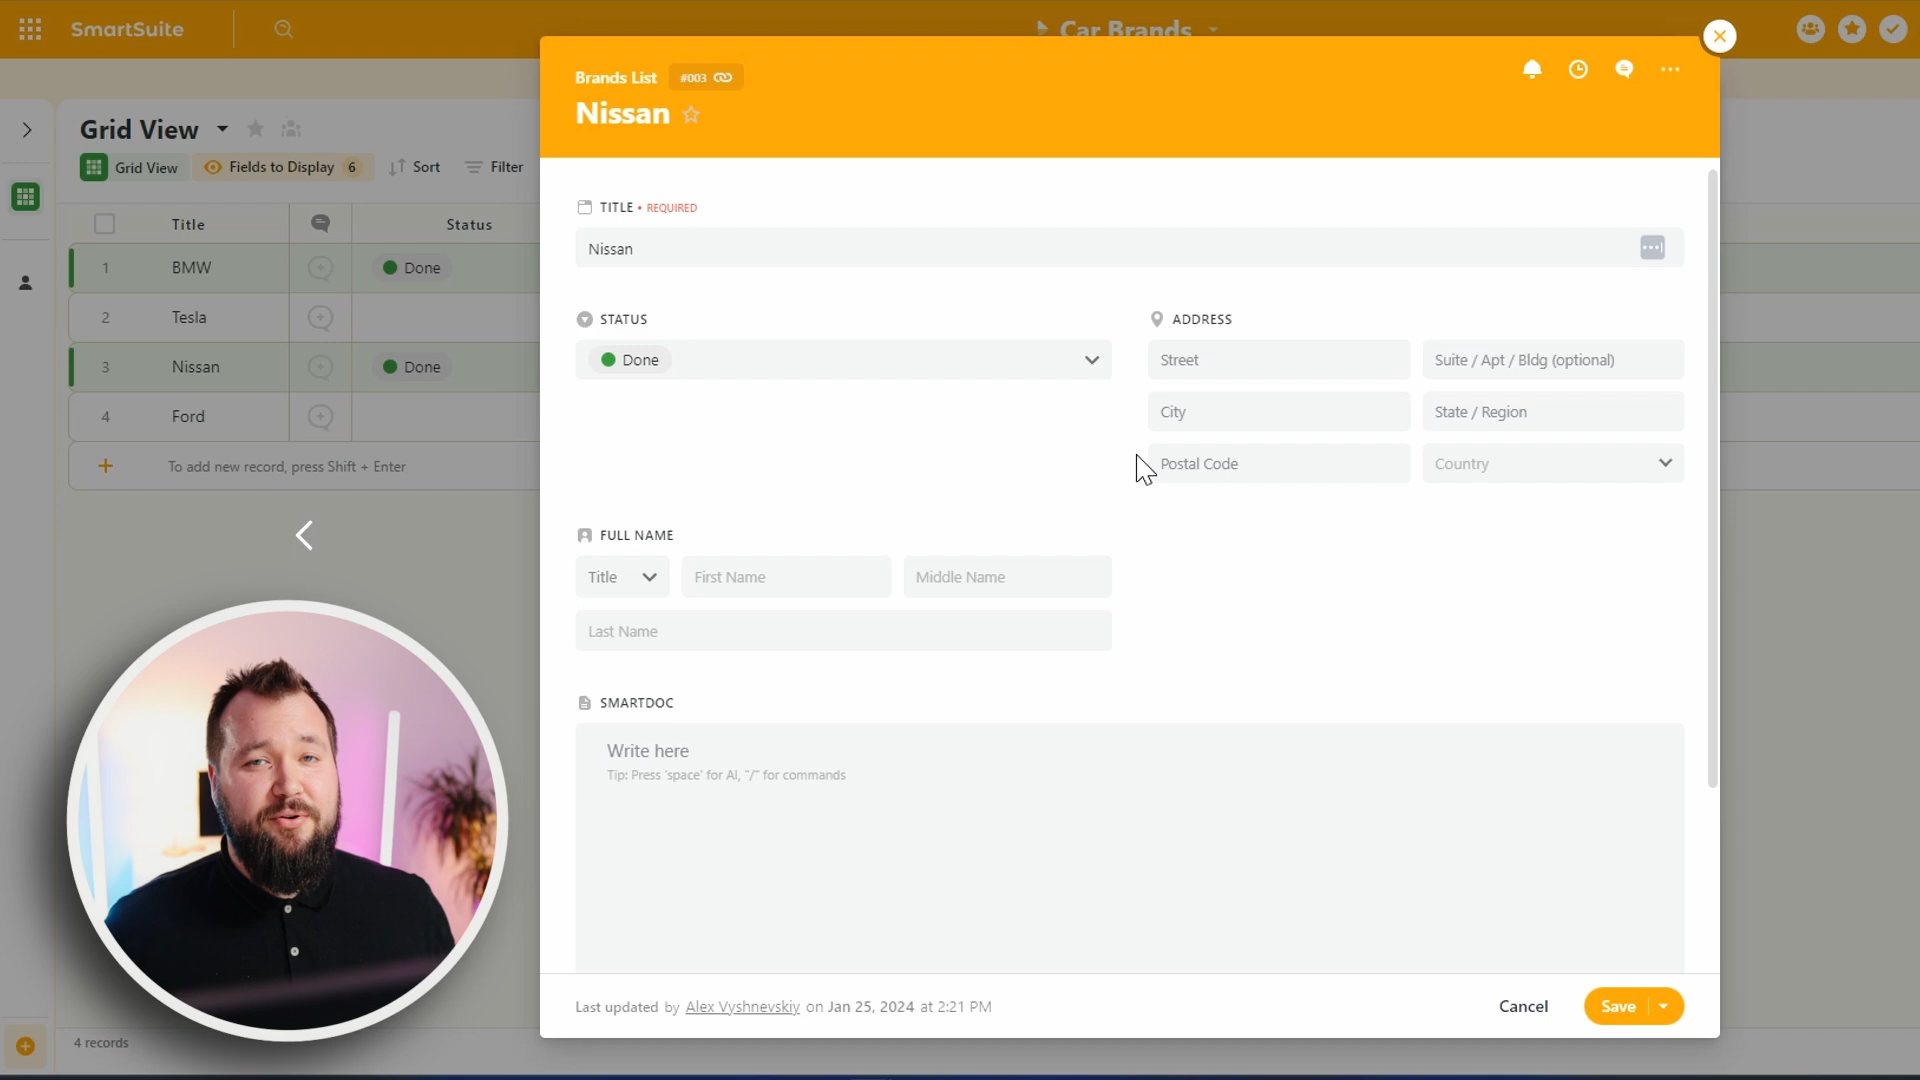 SmartSuite
Car Brands
Grid View
Grid View
Fields to Display 6
Sort
Filter
Title
Status
1 BMW Done
2 Tesla
3 Nissan Done
4 Ford
+ To add new record, press Shift + Enter
4 records
Brands List #003
Nissan
TITLE • REQUIRED
Nissan
STATUS
Done
ADDRESS
Street
Suite / Apt / Bldg (optional)
City
State / Region
Postal Code
Country
FULL NAME
Title
First Name
Middle Name
Last Name
SMARTDOC
Write here
Tip: Press 'space' for AI, "/" for commands
Last updated by Alex Vyshnevskiy on Jan 25, 2024 at 2:21 PM
Cancel
Save